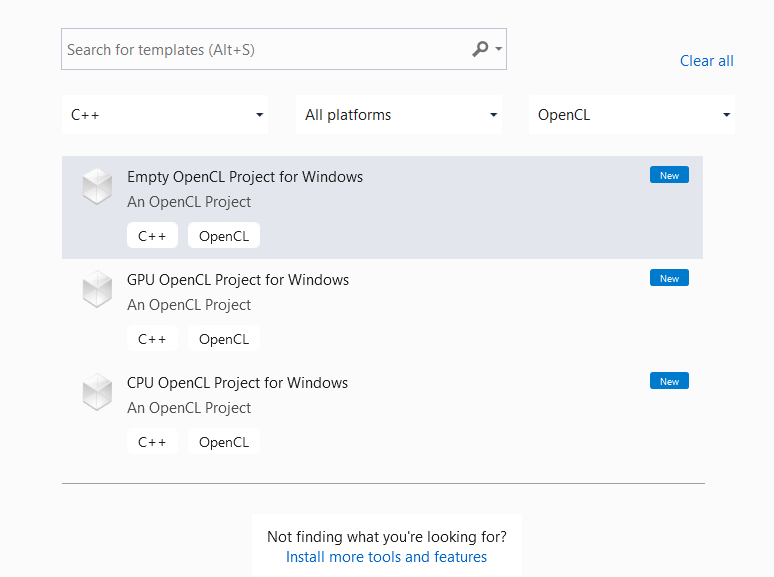 Search for templates (Alt+S)
Clear all
C++
All platforms
OpenCL
Empty OpenCL Project for Windows
New
An OpenCL Project
C++ OpenCL
GPU OpenCL Project for Windows
New
An OpenCL Project
C++ OpenCL
CPU OpenCL Project for Windows
New
An OpenCL Project
C++ OpenCL
Not finding what you're looking for?
Install more tools and features